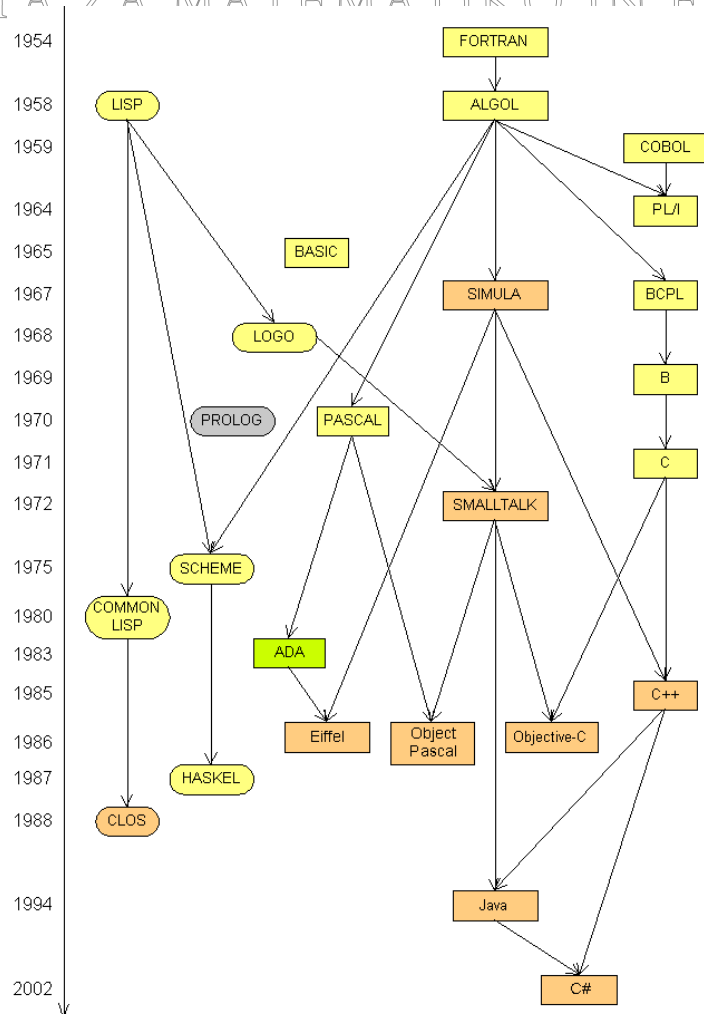 1954
FORTRAN
1958
LISP
ALGOL
1959
COBOL
1964
PL/I
1965
BASIC
1967
SIMULA
BCPL
1968
LOGO
1969
B
1970
PROLOG
PASCAL
1971
C
1972
SMALLTALK
1975
SCHEME
1980
COMMON
LISP
1983
ADA
1985
C++
1986
Eiffel
Object
Pascal
Objective-C
1987
HASKEL
1988
CLOS
1994
Java
2002
C#